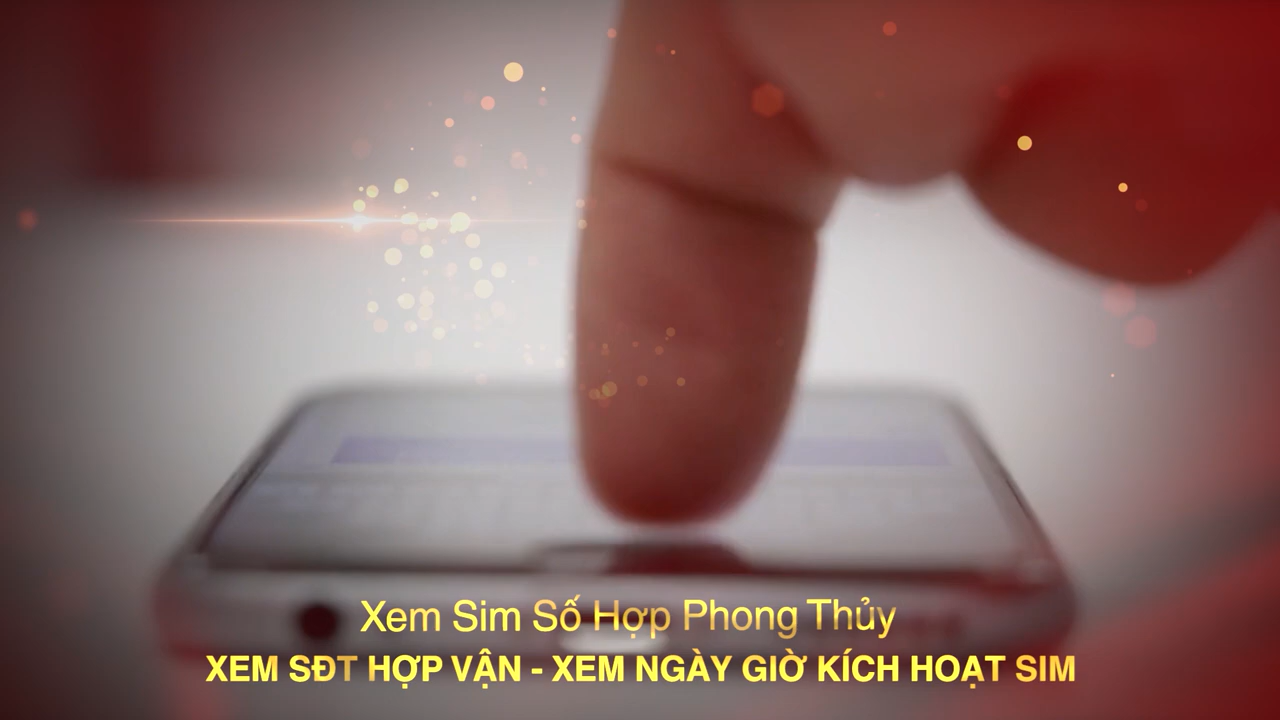 Xem Sim Số Hợp Phong Thủy
XEM SĐT HỢP VẬN - XEM NGÀY GIỜ KÍCH HOẠT SIM